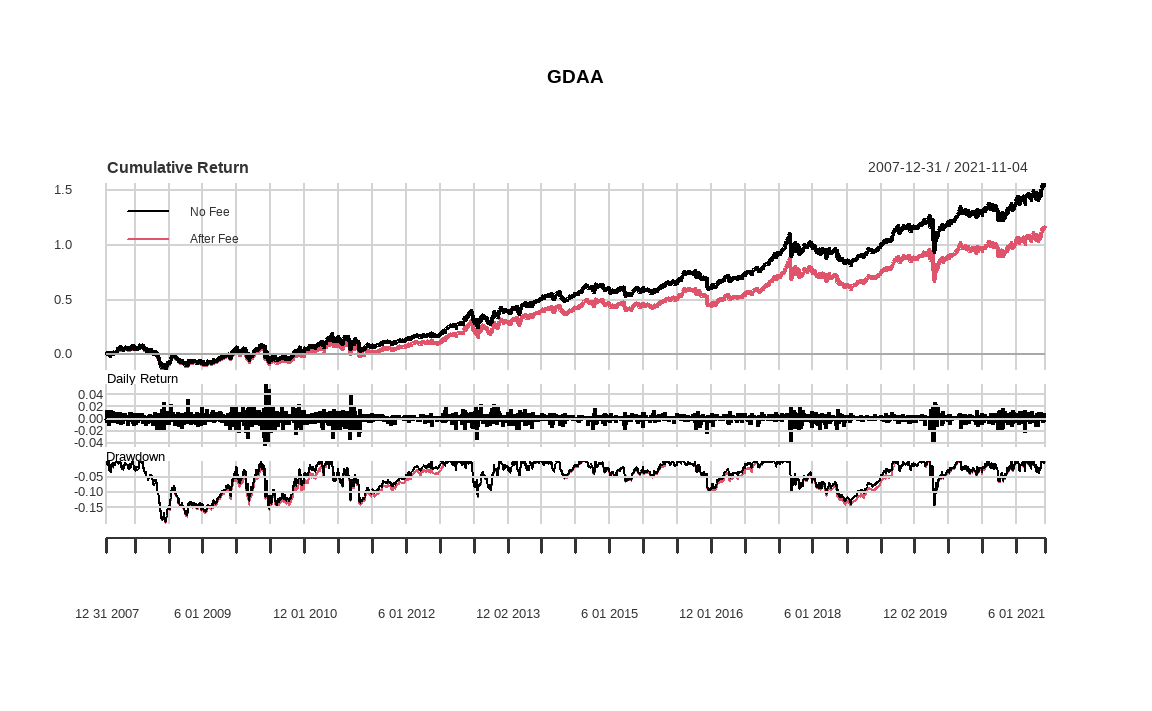 GDAA
Cumulative Return 2007-12-31 / 2021-11-04
1.5
No Fee
1.0
After Fee
0.5
0.0
Daily Return
0.04
0.02
0.00
-0.02
-0.04
Drawdown
-0.05
-0.10
-0.15
12 31 2007 6 01 2009 12 01 2010 6 01 2012 12 02 2013 6 01 2015 12 01 2016 6 01 2018 12 02 2019 6 01 2021